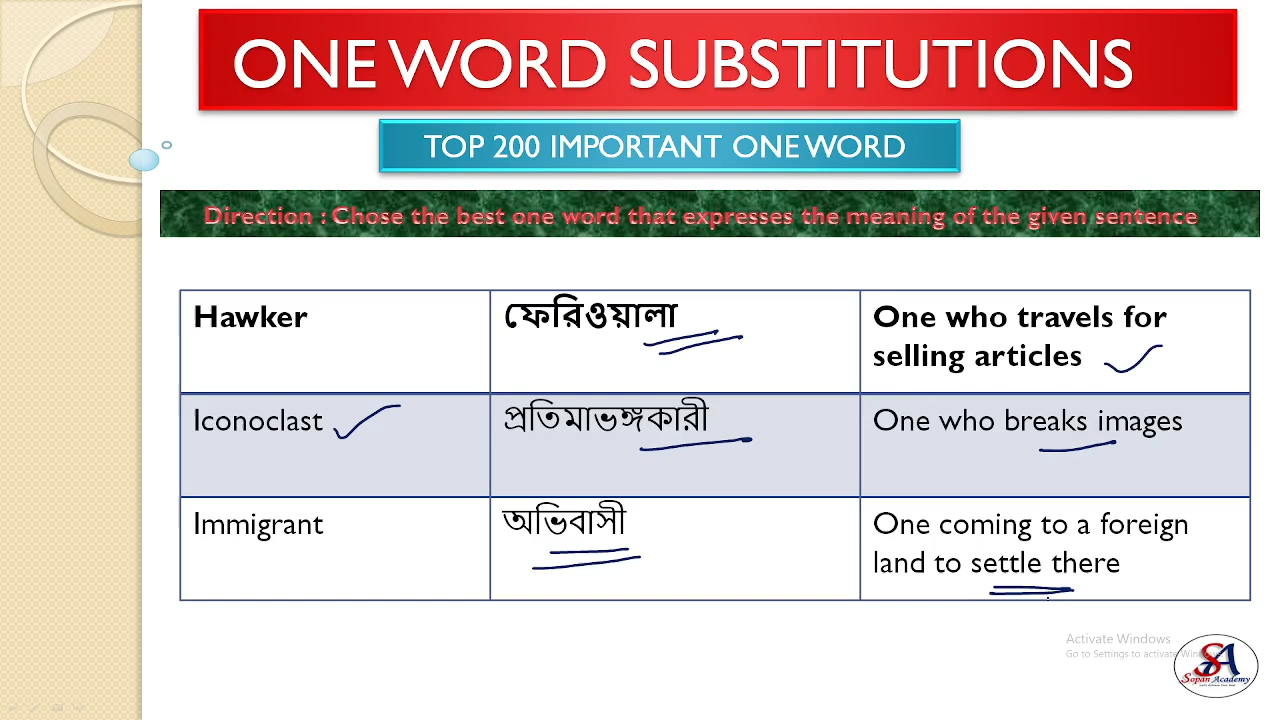 ONE WORD SUBSTITUTIONS
TOP 200 IMPORTANT ONE WORD
Direction : Chose the best one word that expresses the meaning of the given sentence
Hawker
ফেরিওয়ালা
One who travels for
selling articles
Iconoclast
প্রতিমাভঙ্গকারী
One who breaks images
Immigrant
অভিবাসী
One coming to a foreign
land to settle there
Activate Windows
Go to Settings to activate
SA
Sopan Academy